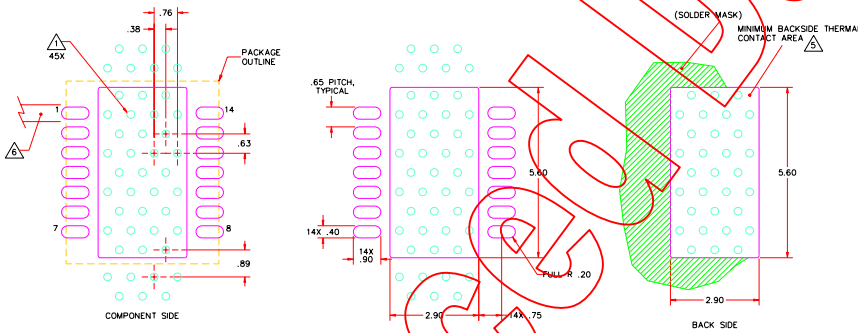 .76
.38
1
45X
PACKAGE
OUTLINE
1
14
6
.63
7
8
.89
COMPONENT SIDE
.65 PITCH,
TYPICAL
5.60
14X .40
14X
.90
FULL R .20
2.90
14X .75
(SOLDER MASK)
MINIMUM BACKSIDE THERMAL
CONTACT AREA
5
5.60
2.90
BACK SIDE